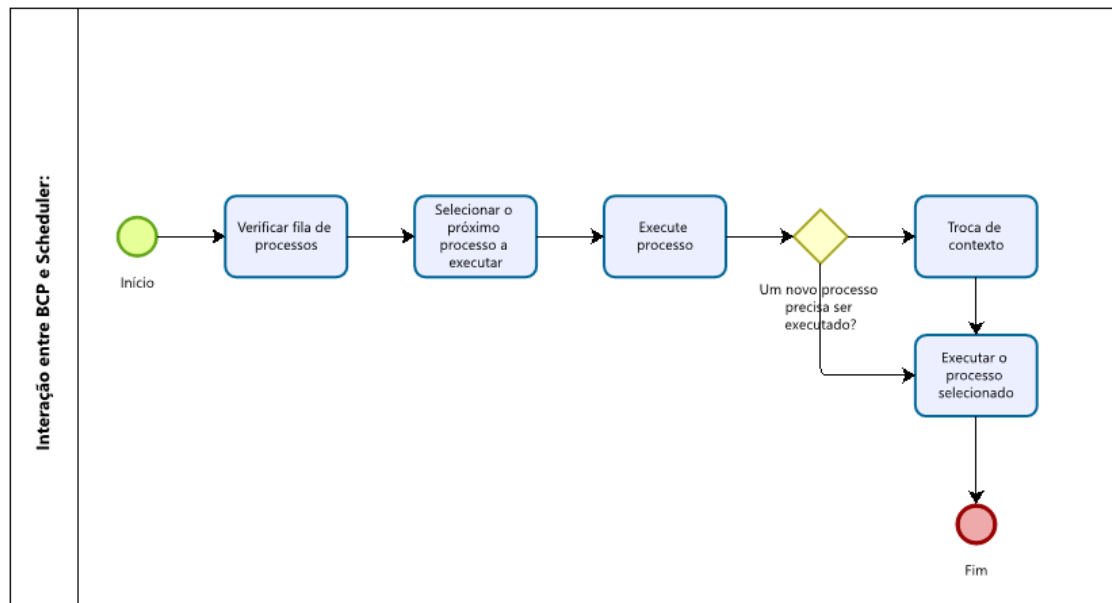 Interação entre BCP e Scheduler:
Início
Verificar fila de
processos
Selecionar o
próximo
processo a
executar
Execute
processo
Um novo processo
precisa ser
executado?
Troca de
contexto
Executar o
processo
selecionado
Fim